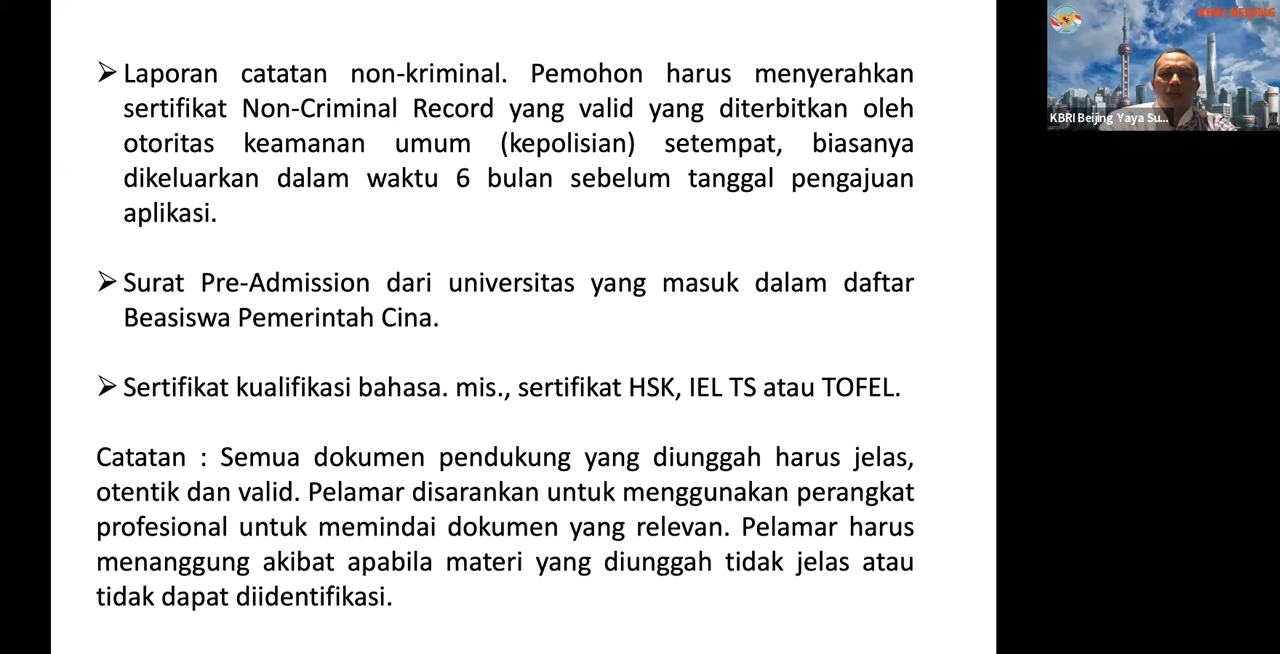 ➢ Laporan catatan non-kriminal. Pemohon harus menyerahkan
sertifikat Non-Criminal Record yang valid yang diterbitkan oleh
otoritas keamanan umum (kepolisian) setempat, biasanya
dikeluarkan dalam waktu 6 bulan sebelum tanggal pengajuan
aplikasi.
➢ Surat Pre-Admission dari universitas yang masuk dalam daftar
Beasiswa Pemerintah Cina.
➢ Sertifikat kualifikasi bahasa. mis., sertifikat HSK, IEL TS atau TOFEL.
Catatan : Semua dokumen pendukung yang diunggah harus jelas,
otentik dan valid. Pelamar disarankan untuk menggunakan perangkat
profesional untuk memindai dokumen yang relevan. Pelamar harus
menanggung akibat apabila materi yang diunggah tidak jelas atau
tidak dapat diidentifikasi.
KBRI BEIJING
KBRI Beijing Yaya Su...